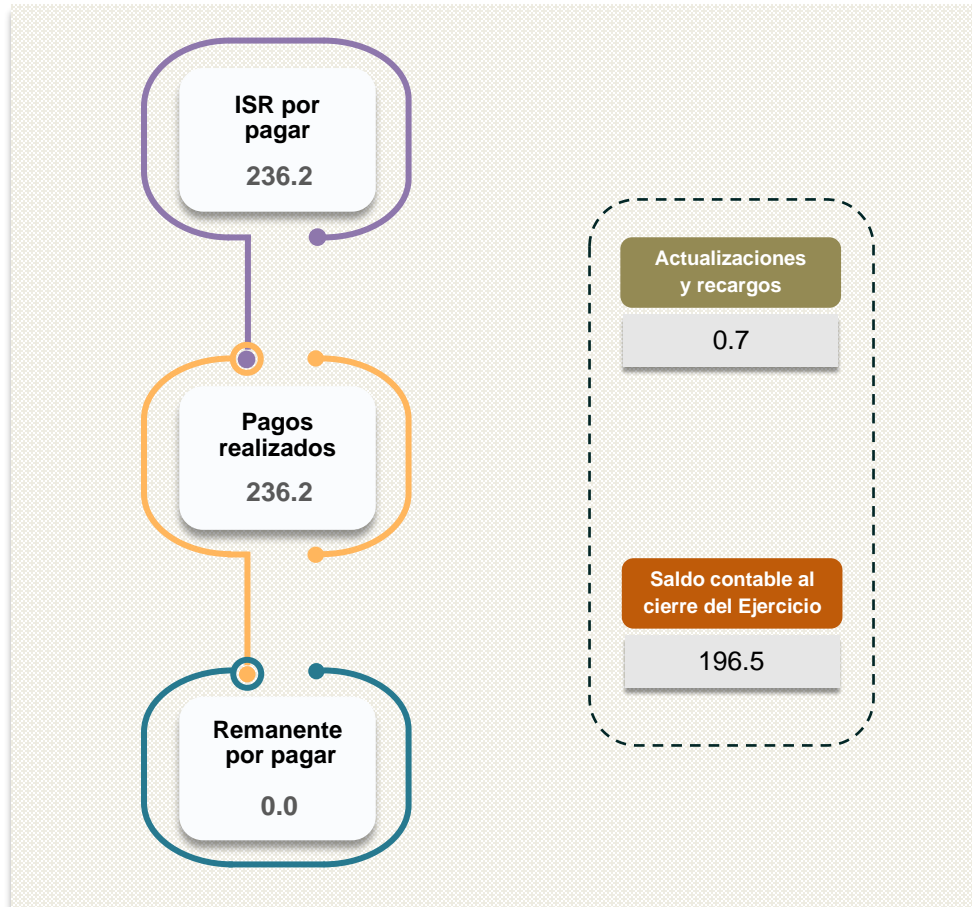 ISR por
pagar
236.2
Pagos
realizados
236.2
Remanente
por pagar
0.0
Actualizaciones
y recargos
0.7
Saldo contable al
cierre del Ejercicio
196.5